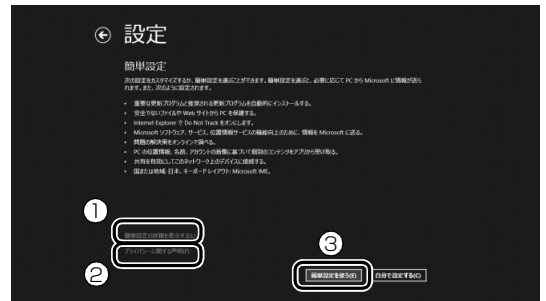 設定
簡単設定
次の設定をカスタマイズするか、簡単設定を選ぶことができます。簡単設定を選ぶと、必要に応じて PC から Microsoft に情報が送ら
れます。また、次のように設定されます。
• 重要な更新プログラムと推奨される更新プログラムを自動的にインストールする。
• 安全でないファイルや Web サイトから PC を保護する。
• Internet Explorer で Do Not Track をオンにします。
• Microsoft ソフトウェア、サービス、位置情報サービスの機能向上のために、情報を Microsoft に送る。
• 問題の解決策をオンラインで調べる。
• PC の位置情報、名前、アカウントの画像に基づいて個別のコンテンツをアプリから受け取る。
• 共有を有効にしてこのネットワーク上のデバイスに接続する。
• 国または地域: 日本、キーボード レイアウト: Microsoft IME。
①
簡単設定の詳細を表示する(L)
プライバシーに関する声明(P)
②
③
簡単設定を使う(E)
自分で設定する(C)